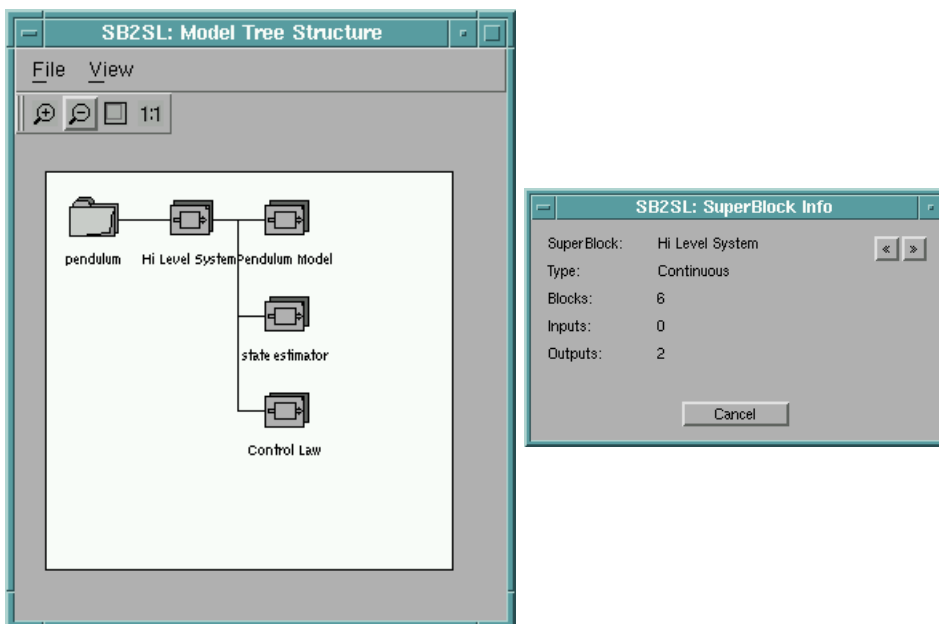 SB2SL: Model Tree Structure
File View
1:1
pendulum
Hi Level System
Pendulum Model
state estimator
Control Law
SB2SL: SuperBlock Info
SuperBlock: Hi Level System
« »
Type: Continuous
Blocks: 6
Inputs: 0
Outputs: 2
Cancel